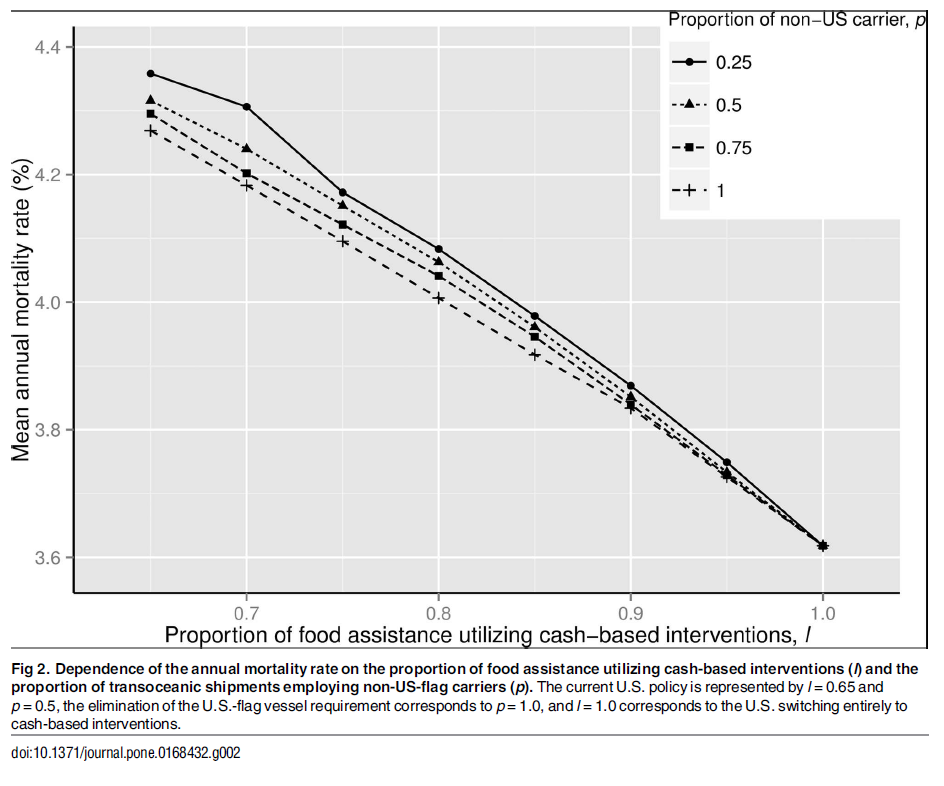 Proportion of non−US carrier, p
0.25
0.5
0.75
1
4.4
4.2
4.0
3.8
3.6
Mean annual mortality rate (%)
0.7 0.8 0.9 1.0
Proportion of food assistance utilizing cash−based interventions, l
Fig 2. Dependence of the annual mortality rate on the proportion of food assistance utilizing cash-based interventions (l) and the
proportion of transoceanic shipments employing non-US-flag carriers (p). The current U.S. policy is represented by l = 0.65 and
p = 0.5, the elimination of the U.S.-flag vessel requirement corresponds to p = 1.0, and l = 1.0 corresponds to the U.S. switching entirely to
cash-based interventions.
doi:10.1371/journal.pone.0168432.g002